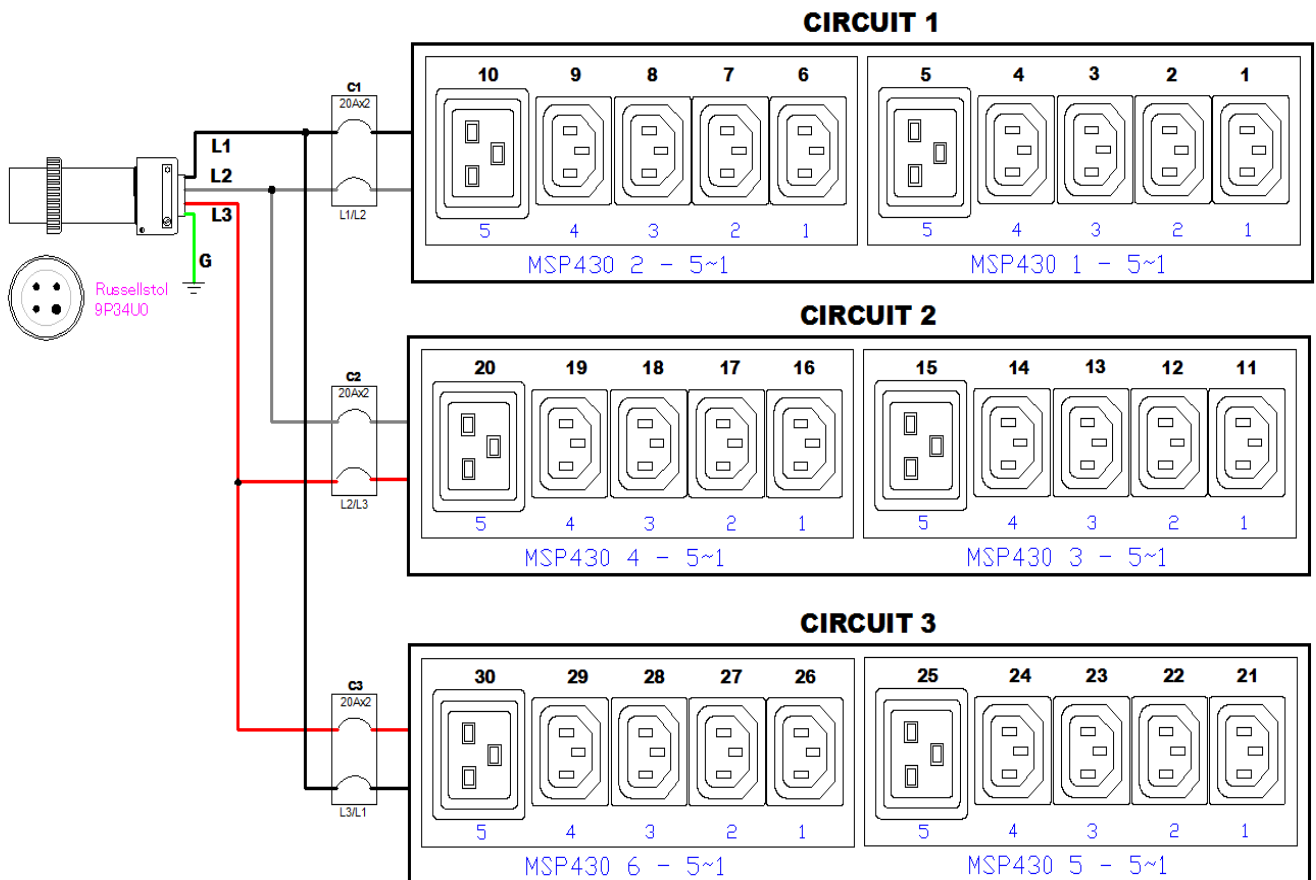 CIRCUIT 1
C1
20Ax2
L1/L2
L1
L2
L3
G
Russellstol
9P34U0
10 9 8 7 6 5 4 3 2 1
5 4 3 2 1 5 4 3 2 1
MSP430 2 - 5~1 MSP430 1 - 5~1
CIRCUIT 2
C2
20Ax2
L2/L3
20 19 18 17 16 15 14 13 12 11
5 4 3 2 1 5 4 3 2 1
MSP430 4 - 5~1 MSP430 3 - 5~1
CIRCUIT 3
C3
20Ax2
L3/L1
30 29 28 27 26 25 24 23 22 21
5 4 3 2 1 5 4 3 2 1
MSP430 6 - 5~1 MSP430 5 - 5~1